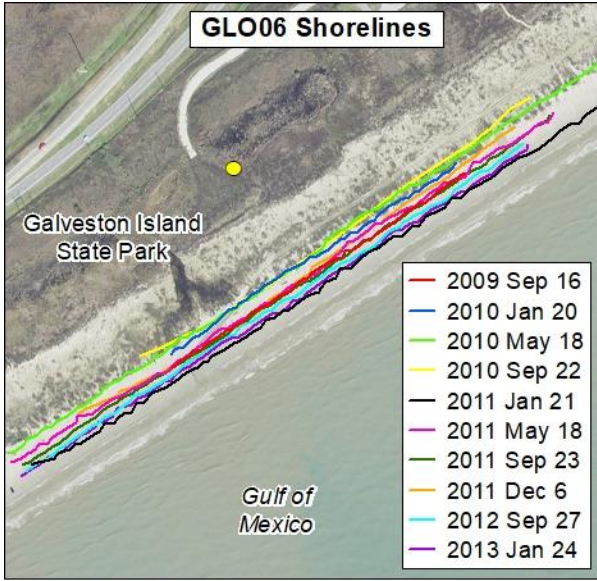 GLO06 Shorelines
Galveston Island
State Park
2009 Sep 16
2010 Jan 20
2010 May 18
2010 Sep 22
2011 Jan 21
2011 May 18
2011 Sep 23
2011 Dec 6
2012 Sep 27
2013 Jan 24
Gulf of
Mexico